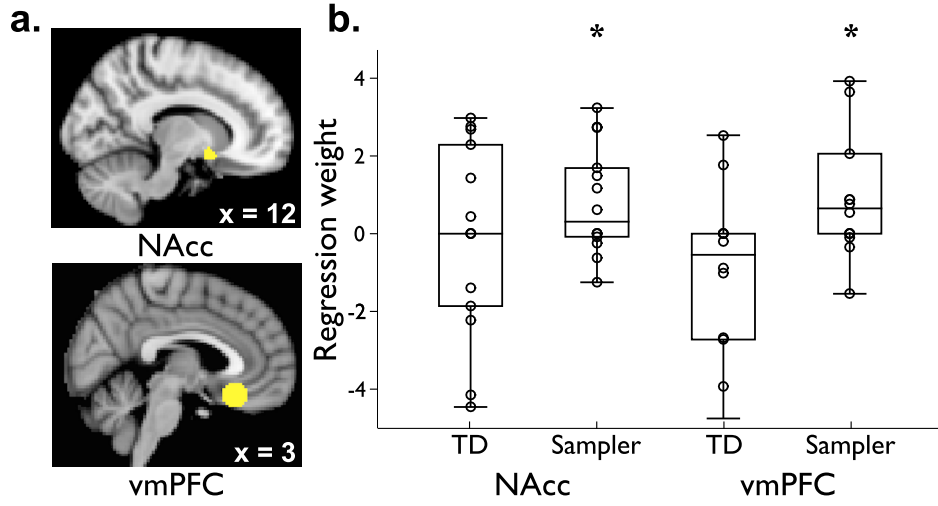 a.
x = 12
NAcc
x = 3
vmPFC
b.
* *
Regression weight
4
2
0
-2
-4
TD Sampler TD Sampler
NAcc vmPFC